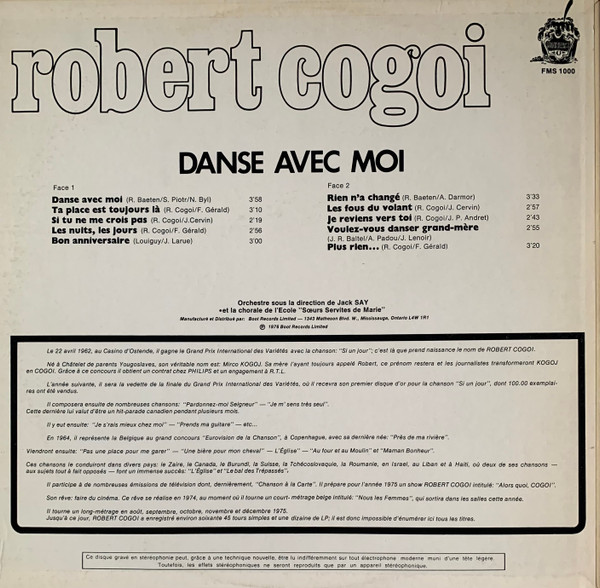 robert cogoi
FMS 1000
DANSE AVEC MOI
Face 1
Danse avec moi (R. Baeten/S. Piotr/N. Byl) 3'58
Ta place est toujours là (R. Cogoi/F. Gérald) 3'10
Si tu ne me crois pas (R. Cogoi/J.Cervin) 2'19
Les nuits, les jours (R. Cogoi/F. Gérald) 2'56
Bon anniversaire (Louiguy/J. Larue) 3'00
Face 2
Rien n'a changé (R. Baeten/A. Darmor) 3'33
Les fous du volant (R. Cogoi/J. Cervin) 2'57
Je reviens vers toi (R. Cogoi/J. P. Andret) 2'43
Voulez-vous danser grand-mère 2'55
(J. R. Baltel/A. Padou/J. Lenoir)
Plus rien... (R. Cogoi/F. Gérald) 3'20
Orchestre sous la direction de Jack SAY
et la chorale de l'Ecole "Sœurs Servites de Marie"
Manufacturé et Distribué par: Boot Records Limited — 1343 Matheson Blvd. W., Mississauga, Ontario L4W 1R1
℗ 1975 Boot Records Limited
Le 22 avril 1962, au Casino d'Ostende, il gagne le Grand Prix International des Variétés avec la chanson: "Si un jour"; c'est là que prend naissance le nom de ROBERT COGOI.
Né à Châtelet de parents Yougoslaves, son véritable nom est: Mirco KOGOJ. Sa mère l'ayant toujours appelé Robert, ce prénom restera et les journalistes transformeront KOGOJ
en COGOI. Grâce à ce concours il obtient un contrat chez PHILIPS et un engagement à R.T.L.
L'année suivante, il sera la vedette de la finale du Grand Prix International des Variétés, où il recevra son premier disque d'or pour la chanson "Si un jour", dont 100.00 exemplai-
res ont été vendus.
Il composera ensuite de nombreuses chansons: "Pardonnez-moi Seigneur" — "Je m'sens très seul".
Cette dernière lui valut d'être un hit-parade canadien pendant plusieurs mois.
Il y eut ensuite: "Je s'rais mieux chez moi" — "Prends ma guitare" — etc...
En 1964, il représente la Belgique au grand concours "Eurovision de la Chanson", à Copenhague, avec sa dernière née: "Près de ma rivière".
Viendront ensuite: "Pas une place pour me garer" — "Une bière pour mon cheval" — "L'Église" — "Au four et au Moulin" et "Maman Bonheur".
Ces chansons le conduiront dans divers pays: le Zaïre, le Canada, le Burundi, la Suisse, la Tchécoslovaquie, la Roumanie, en Israel, au Liban et à Haïti, où deux de ses chansons —
aux sujets tout à fait opposés — font un immense succès: "L'Église" et "Le bal des Trépassés".
Il participe à de nombreuses émissions de télévision dont, dernièrement, "Chanson à la Carte". Il prépare pour l'année 1975 un show ROBERT COGOI intitulé: "Alors quoi, COGOI".
Son rêve: faire du cinéma. Ce rêve se réalise en 1974, au moment où il tourne un court-métrage belge intitulé: "Nous les Femmes", qui sortira dans les salles cette année.
Il tourne un long-métrage en août, septembre, octobre, novembre et décembre 1975.
Jusqu'à ce jour, ROBERT COGOI a enregistré environ soixante 45 tours simples et une dizaine de LP; il est donc impossible d'énumérer ici tous les titres.
Ce disque gravé en stéréophonie peut, grâce à une technique nouvelle, être lu indifféremment sur tout électrophone moderne muni d'une tête légère.
Toutefois, les effets stéréophoniques ne seront reproduits que par un appareil stéréophonique.